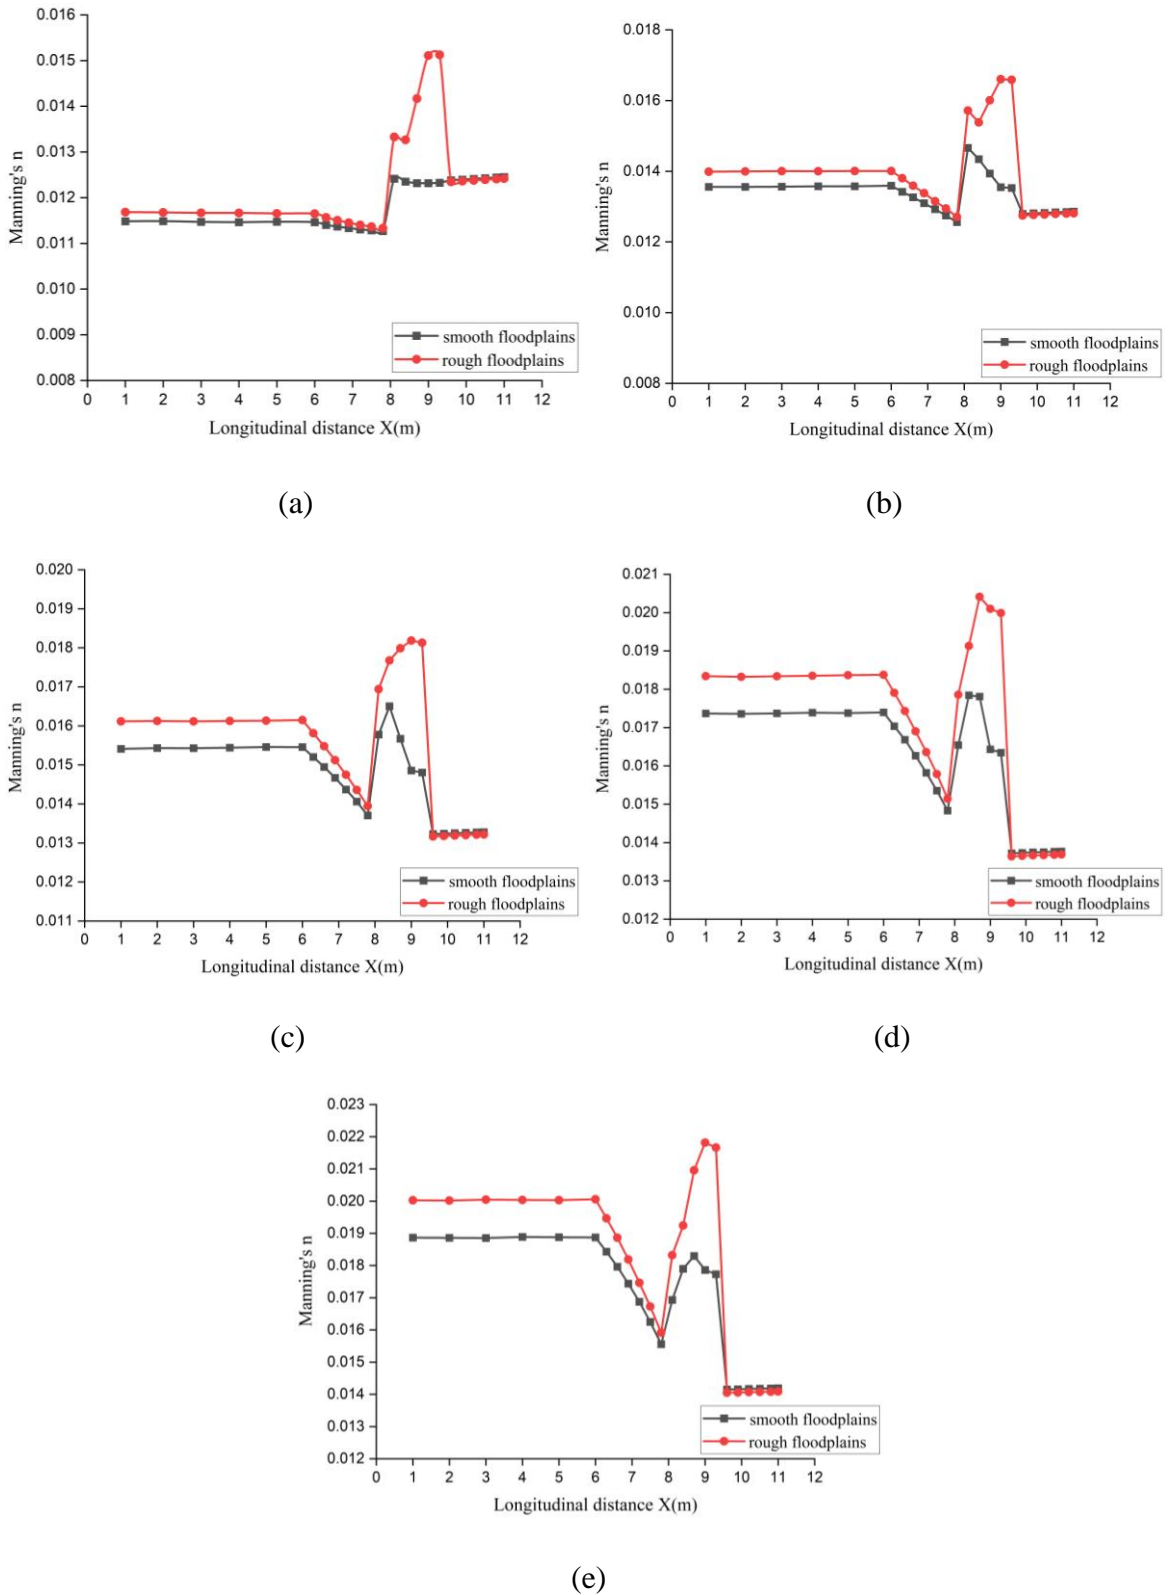 0.016
0.015
0.014
0.013
0.012
0.011
0.010
0.009
0.008
Manning's n
0 1 2 3 4 5 6 7 8 9 10 11 12
Longitudinal distance X(m)
smooth floodplains
rough floodplains
(a)
0.018
0.016
0.014
0.012
0.010
0.008
Manning's n
0 1 2 3 4 5 6 7 8 9 10 11 12
Longitudinal distance X(m)
smooth floodplains
rough floodplains
(b)
0.020
0.019
0.018
0.017
0.016
0.015
0.014
0.013
0.012
0.011
Manning's n
0 1 2 3 4 5 6 7 8 9 10 11 12
Longitudinal distance X(m)
smooth floodplains
rough floodplains
(c)
0.021
0.020
0.019
0.018
0.017
0.016
0.015
0.014
0.013
0.012
Manning's n
0 1 2 3 4 5 6 7 8 9 10 11 12
Longitudinal distance X(m)
smooth floodplains
rough floodplains
(d)
0.023
0.022
0.021
0.020
0.019
0.018
0.017
0.016
0.015
0.014
0.013
0.012
Manning's n
0 1 2 3 4 5 6 7 8 9 10 11 12
Longitudinal distance X(m)
smooth floodplains
rough floodplains
(e)